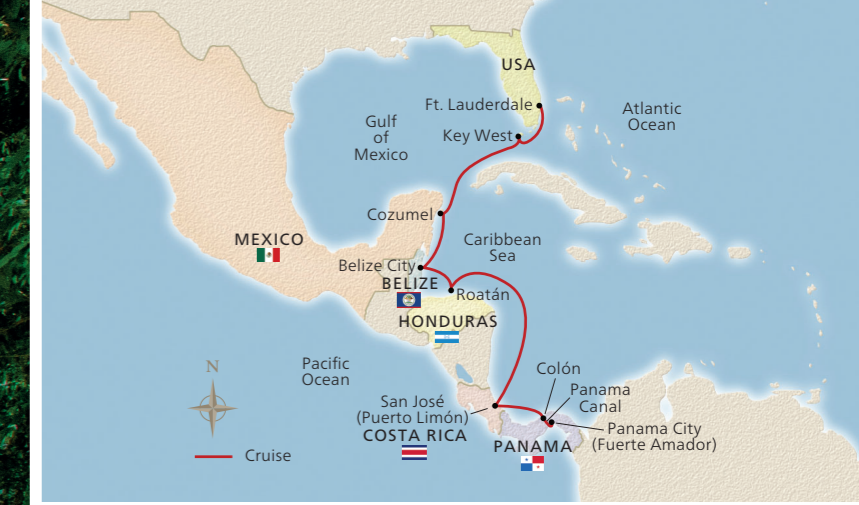 USA
Ft. Lauderdale
Atlantic
Ocean
Gulf
of
Mexico
Key West
Cozumel
MEXICO
Caribbean
Sea
Belize City
BELIZE
Roatán
HONDURAS
Pacific
Ocean
N
Colón
Panama
Canal
San José
(Puerto Limón)
COSTA RICA
Panama City
(Fuerte Amador)
PANAMA
Cruise